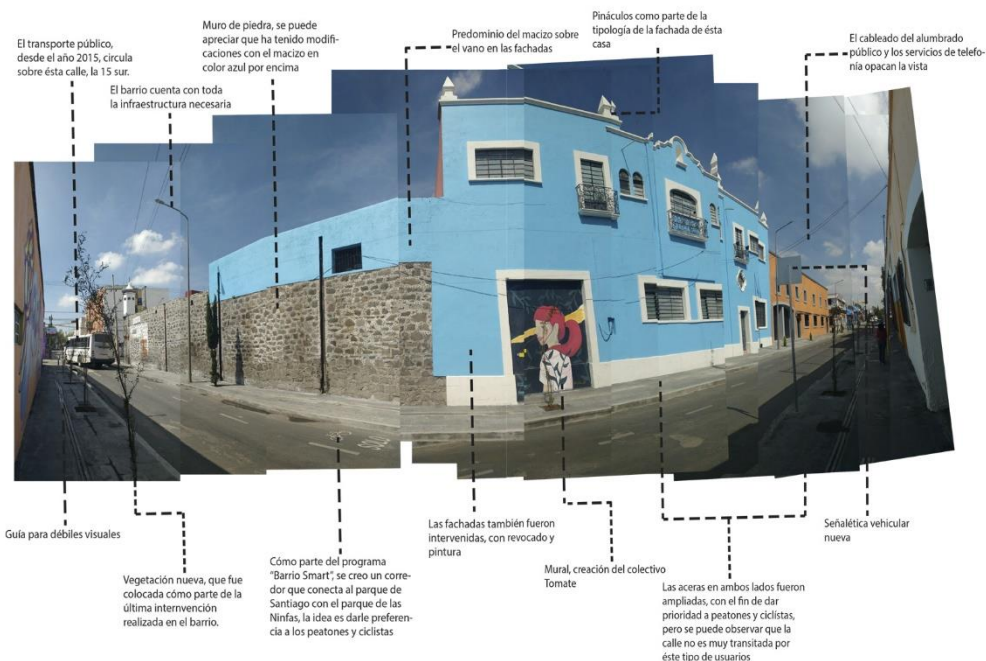 El transporte público,
desde el año 2015, circula
sobre ésta calle, la 15 sur.
El barrio cuenta con toda
la infraestructura necesaria
Muro de piedra, se puede
apreciar que ha tenido modifi-
caciones con el macizo en
color azul por encima
Predominio del macizo sobre
el vano en las fachadas
Pináculos como parte de la
tipología de la fachada de ésta
casa
El cableado del alumbrado
público y los servicios de telefo-
nía opacan la vista
Guía para débiles visuales
Vegetación nueva, que fue
colocada cómo parte de la
última internvención
realizada en el barrio.
Cómo parte del programa
"Barrio Smart", se creo un corre-
dor que conecta al parque de
Santiago con el parque de las
Ninfas, la idea es darle preferen-
cia a los peatones y ciclistas
Las fachadas también fueron
intervenidas, con revocado y
pintura
Mural, creación del colectivo
Tomate
Las aceras en ambos lados fueron
ampliadas, con el fin de dar
prioridad a peatones y ciclístas,
pero se puede observar que la
calle no es muy transitada por
éste tipo de usuarios
Señalética vehicular
nueva